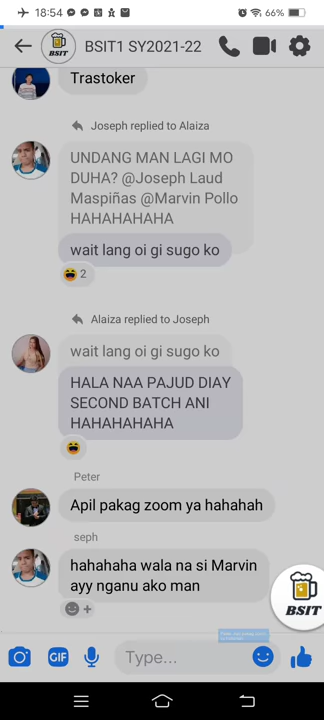 18:54
66%
BSIT
BSIT1 SY2021-22
Trastoker
Joseph replied to Alaiza
UNDANG MAN LAGI MO
DUHA? @Joseph Laud
Maspiñas @Marvin Pollo
HAHAHAHAHA
wait lang oi gi sugo ko
2
Alaiza replied to Joseph
wait lang oi gi sugo ko
HALA NAA PAJUD DIAY
SECOND BATCH ANI
HAHAHAHAHA
Peter
Apil pakag zoom ya hahahah
seph
hahahaha wala na si Marvin
ayy nganu ako man
BSIT
GIF
Type...